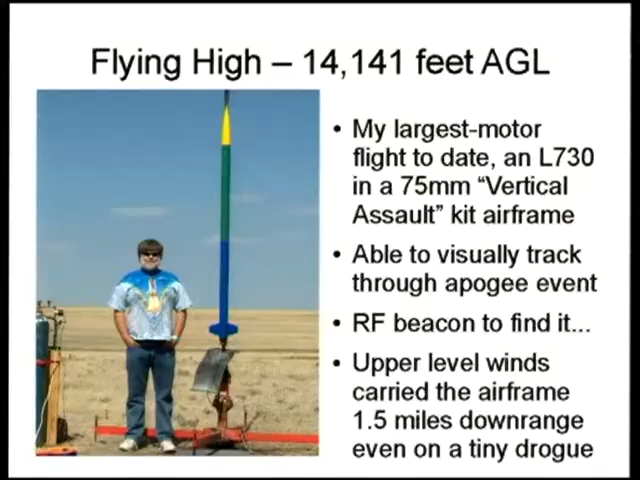 Flying High – 14,141 feet AGL
• My largest-motor
flight to date, an L730
in a 75mm “Vertical
Assault” kit airframe
• Able to visually track
through apogee event
• RF beacon to find it...
• Upper level winds
carried the airframe
1.5 miles downrange
even on a tiny drogue